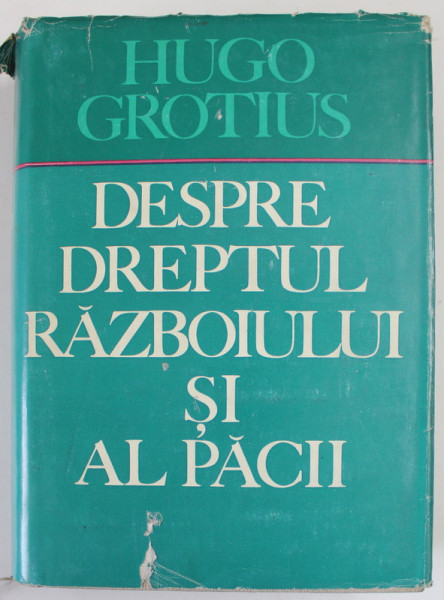 HUGO
GROTIUS
DESPRE
DREPTUL
RĂZBOIULUI
ȘI
AL PĂCII